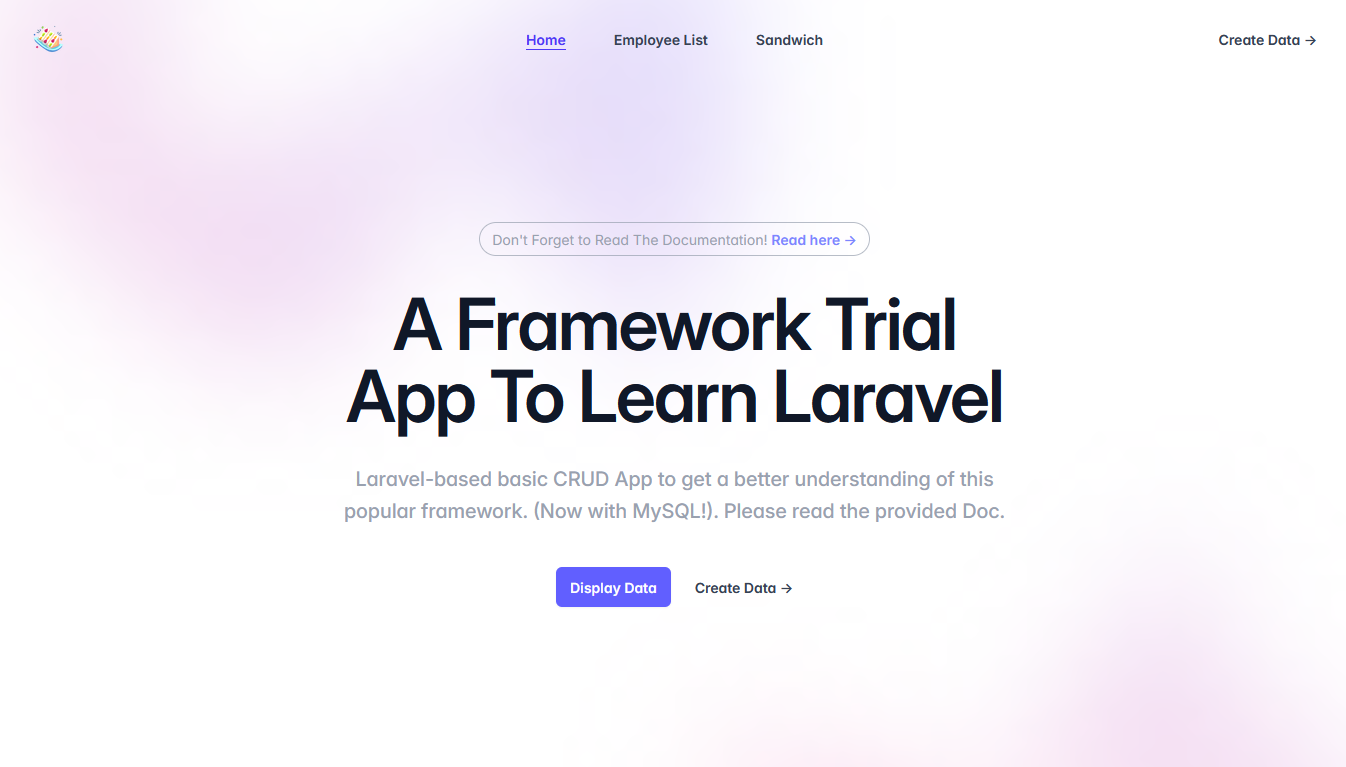 Home
Employee List
Sandwich
Create Data →
Don't Forget to Read The Documentation! Read here →
A Framework Trial
App To Learn Laravel
Laravel-based basic CRUD App to get a better understanding of this
popular framework. (Now with MySQL!). Please read the provided Doc.
Display Data
Create Data →